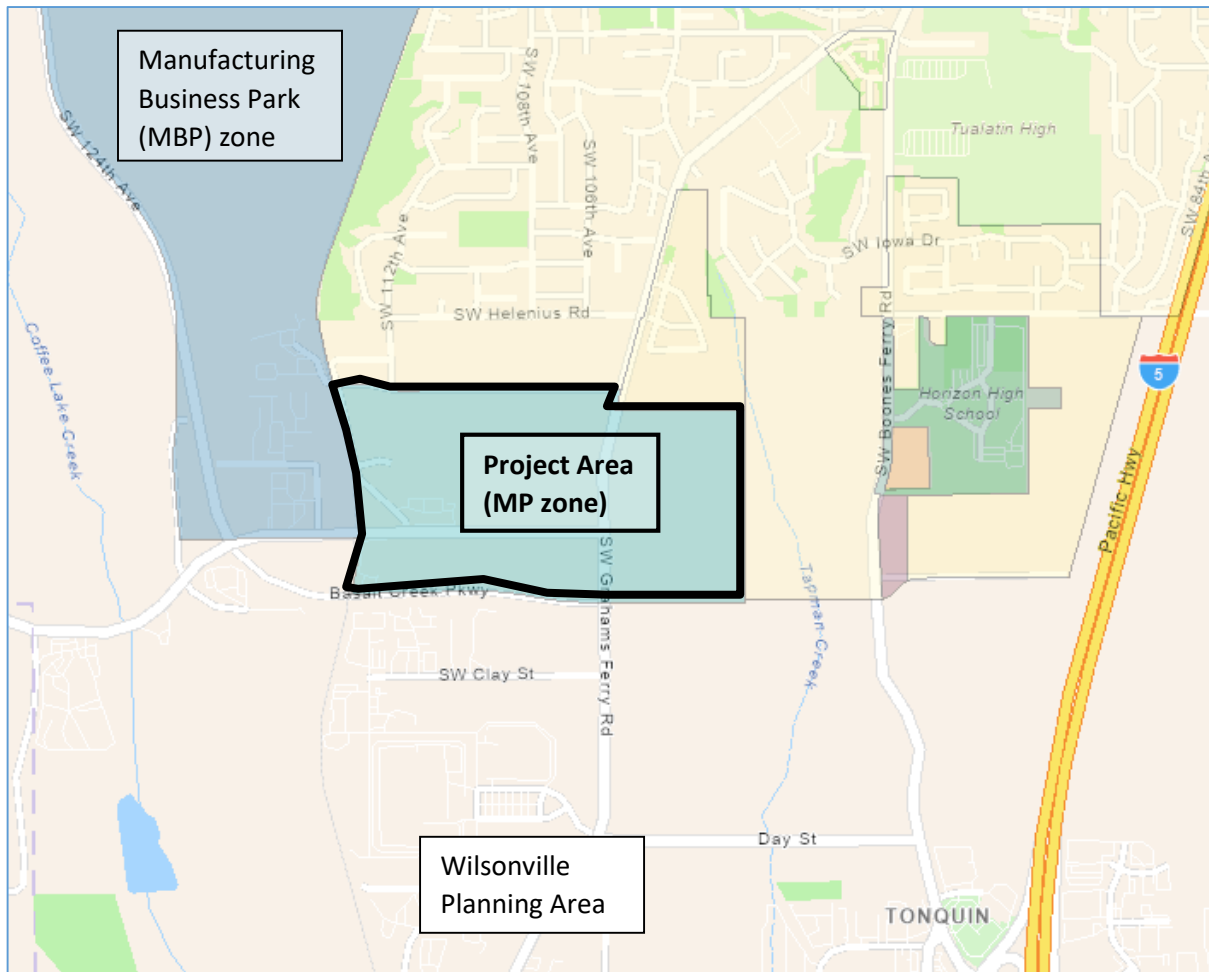 Manufacturing
Business Park
(MBP) zone
SW 124th Ave
SW 108th Ave
SW 106th Ave
Tualatin High
SW 84th A
SW 112th Ave
SW Iowa Dr
SW Helenius Rd
SW Boones Ferry Rd
Coffee Lake Creek
Horizon High
School
5
Project Area
(MP zone)
Pacific Hwy
SW Grahams Ferry Rd
Tapman Creek
Basalt Creek Pkwy
SW Clay St
Day St
Wilsonville
Planning Area
TONQUIN